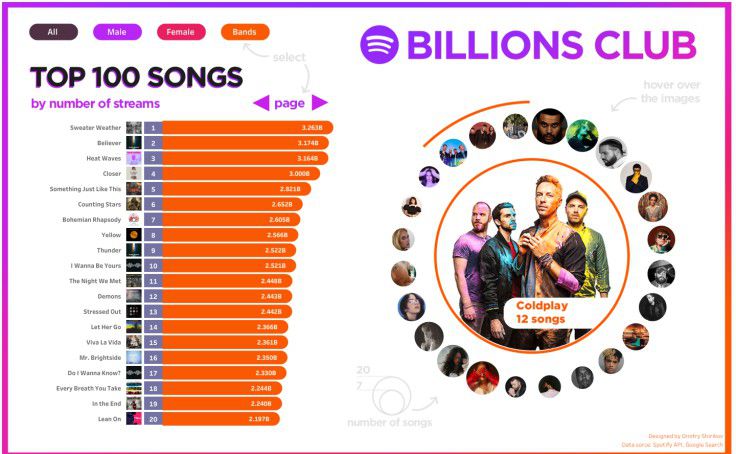 All
Male
Female
Bands
select
TOP 100 SONGS
by number of streams
page
BILLIONS CLUB
hover over
the images
Sweater Weather 1 3.263B
Believer 2 3.174B
Heat Waves 3 3.164B
Closer 4 3.000B
Something Just Like This 5 2.821B
Counting Stars 6 2.652B
Bohemian Rhapsody 7 2.605B
Yellow 8 2.566B
Thunder 9 2.522B
I Wanna Be Yours 10 2.521B
The Night We Met 11 2.448B
Demons 12 2.443B
Stressed Out 13 2.442B
Let Her Go 14 2.366B
Viva La Vida 15 2.361B
Mr. Brightside 16 2.350B
Do I Wanna Know? 17 2.330B
Every Breath You Take 18 2.244B
In the End 19 2.240B
Lean On 20 2.197B
Coldplay
12 songs
20
7
number of songs
Designed by Dmitry Shirikov
Data sorce: Spotify API, Google Search